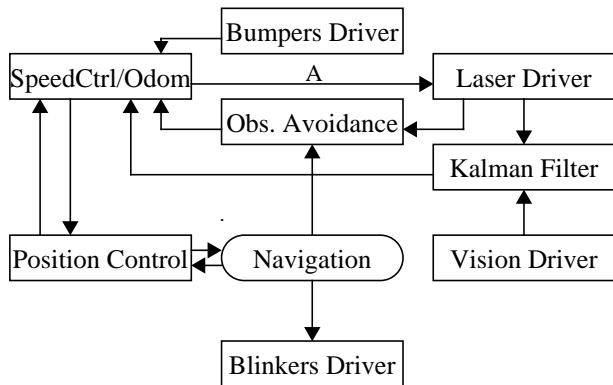 Bumpers Driver
SpeedCtrl/Odom
A
Laser Driver
Obs. Avoidance
Kalman Filter
Position Control
Navigation
Vision Driver
Blinkers Driver